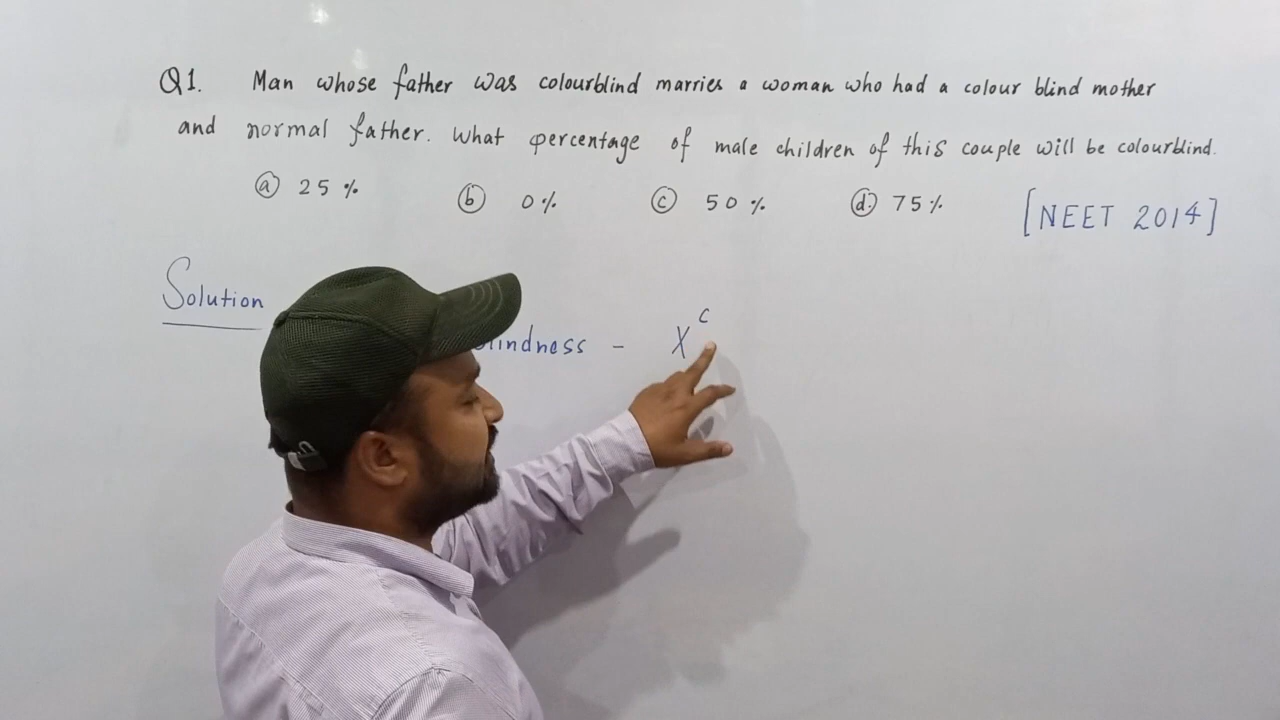 Q1. Man whose father was colourblind marries a woman who had a colour blind mother
and normal father. What percentage of male children of this couple will be colourblind.
(a) 25% (b) 0% (c) 50% (d.) 75% [NEET 2014]
Solution
lindness - X^c